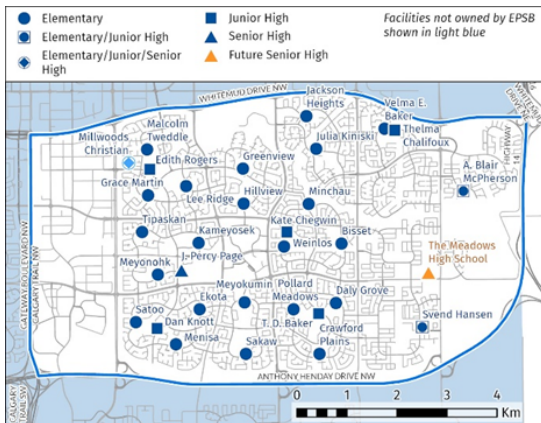 Elementary
Elementary/Junior High
Elementary/Junior/Senior
High
Junior High
Senior High
Future Senior High
Facilities not owned by EPSB
shown in light blue
WHITEMUD DRIVE NW
Jackson
Heights
Velma E.
Baker
Malcolm
Tweddle
Julia Kiniski
Thelma
Chalifoux
HIGHWAY
14
Millwoods
Christian
Edith Rogers
Greenview
A. Blair
McPherson
Grace Martin
Lee Ridge
Hillview
Minchau
Tipaskan
Kameyosek
Kate Chegwin
Weinlos
Bisset
The Meadows
High School
Meyonohk
J. Percy Page
Meyokumin
Pollard
Meadows
Daly Grove
Satoo
Ekota
Dan Knott
T. D. Baker
Crawford
Plains
Svend Hansen
Menisa
Sakaw
ANTHONY HENDAY DRIVE NW
GATEWAY BOULEVARD NW
CALGARY TRAIL NW
CALGARY
TRAIL SW
0 1 2 3 4
Km